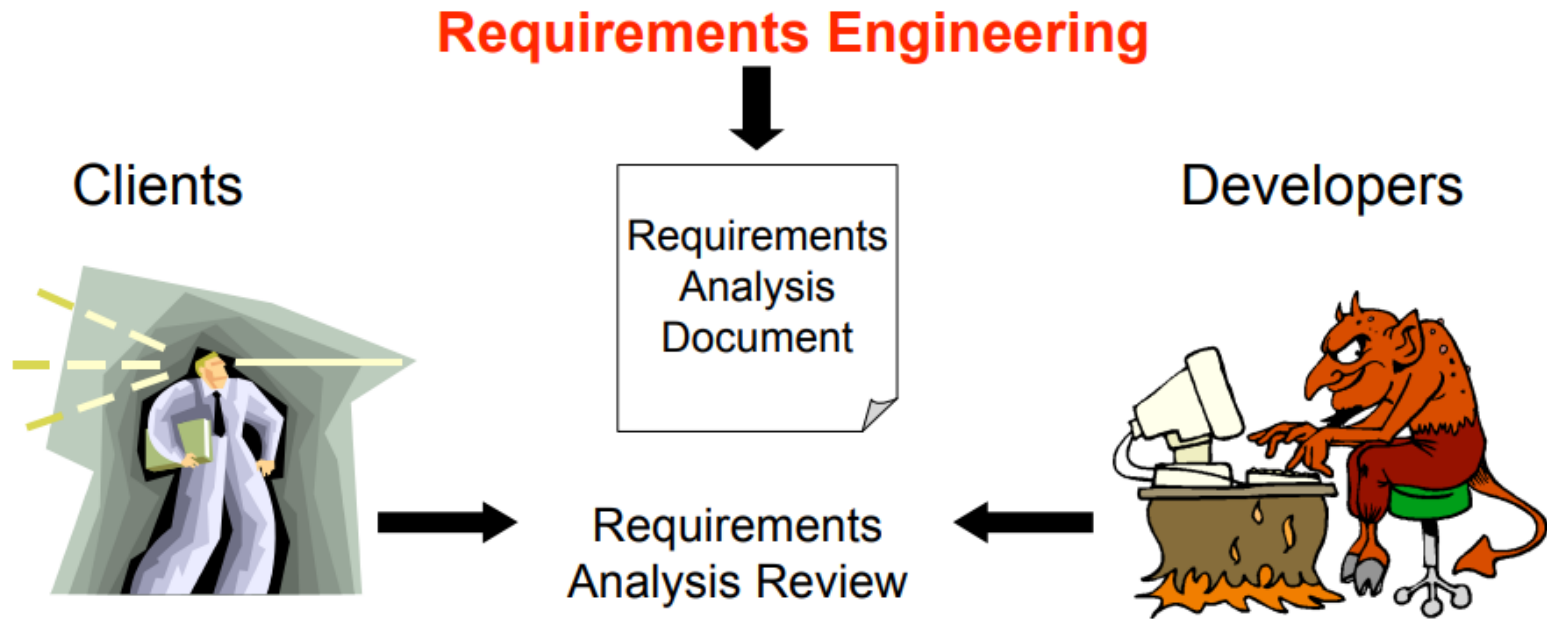 Requirements Engineering
Clients
Requirements
Analysis
Document
Developers
Requirements
Analysis Review